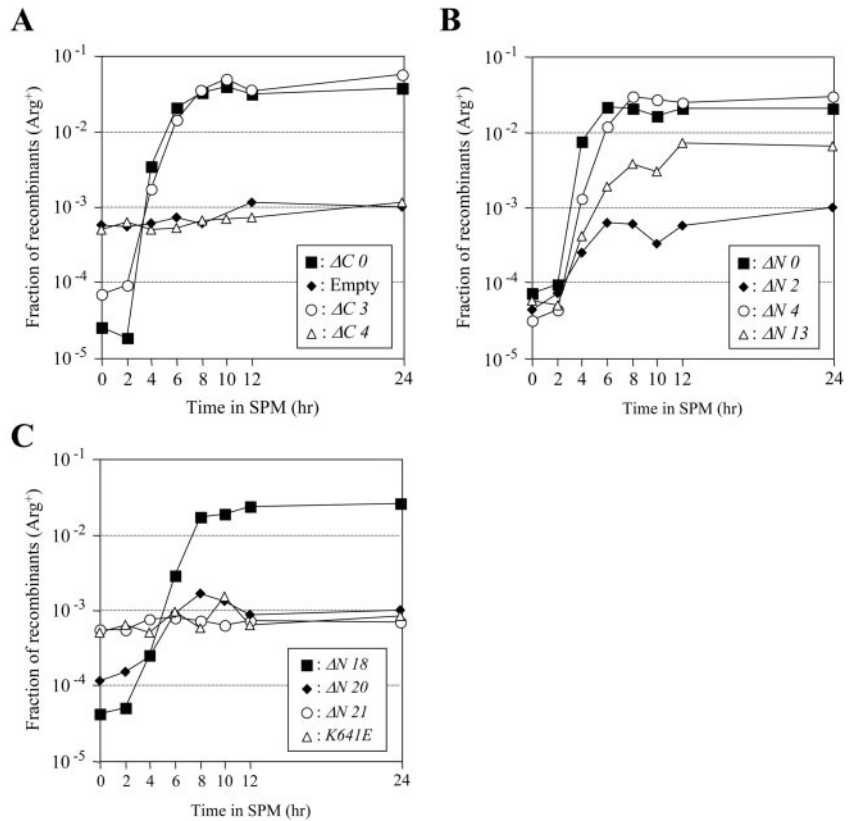 A
Fraction of recombinants (Arg⁺)
10⁻¹
10⁻²
10⁻³
10⁻⁴
10⁻⁵
■: ΔC 0
◆: Empty
○: ΔC 3
△: ΔC 4
0 2 4 6 8 10 12 24
Time in SPM (hr)
B
Fraction of recombinants (Arg⁺)
10⁻¹
10⁻²
10⁻³
10⁻⁴
10⁻⁵
■: ΔN 0
◆: ΔN 2
○: ΔN 4
△: ΔN 13
0 2 4 6 8 10 12 24
Time in SPM (hr)
C
Fraction of recombinants (Arg⁺)
10⁻¹
10⁻²
10⁻³
10⁻⁴
10⁻⁵
■: ΔN 18
◆: ΔN 20
○: ΔN 21
△: K641E
0 2 4 6 8 10 12 24
Time in SPM (hr)